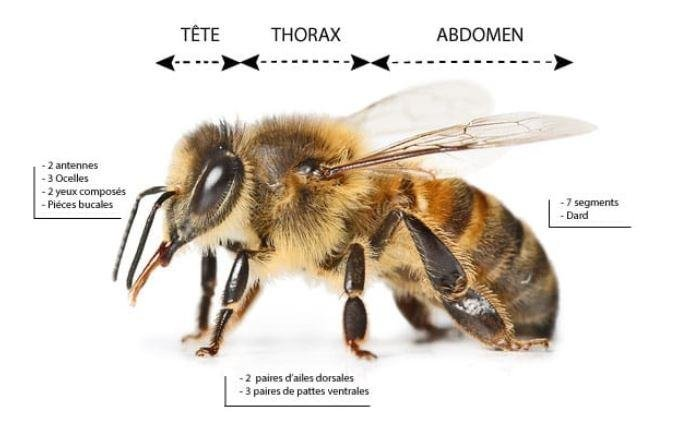 TÊTE THORAX ABDOMEN
- 2 antennes
- 3 Ocelles
- 2 yeux composés
- Piéces bucales
- 7 segments
- Dard
- 2 paires d'ailes dorsales
- 3 paires de pattes ventrales